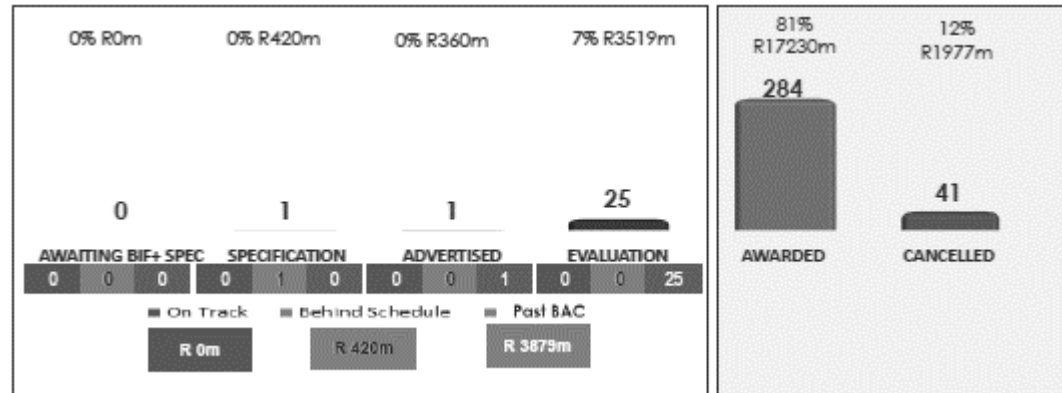 0% R0m 0% R420m 0% R360m 7% R3519m
0 1 1 25
AWAITING BIF+ SPEC SPECIFICATION ADVERTISED EVALUATION
0 0 0 0 1 0 0 0 1 0 0 25
On Track Behind Schedule Past BAC
R 0m R 420m R 3879m
81% 12%
R17230m R1977m
284 41
AWARDED CANCELLED